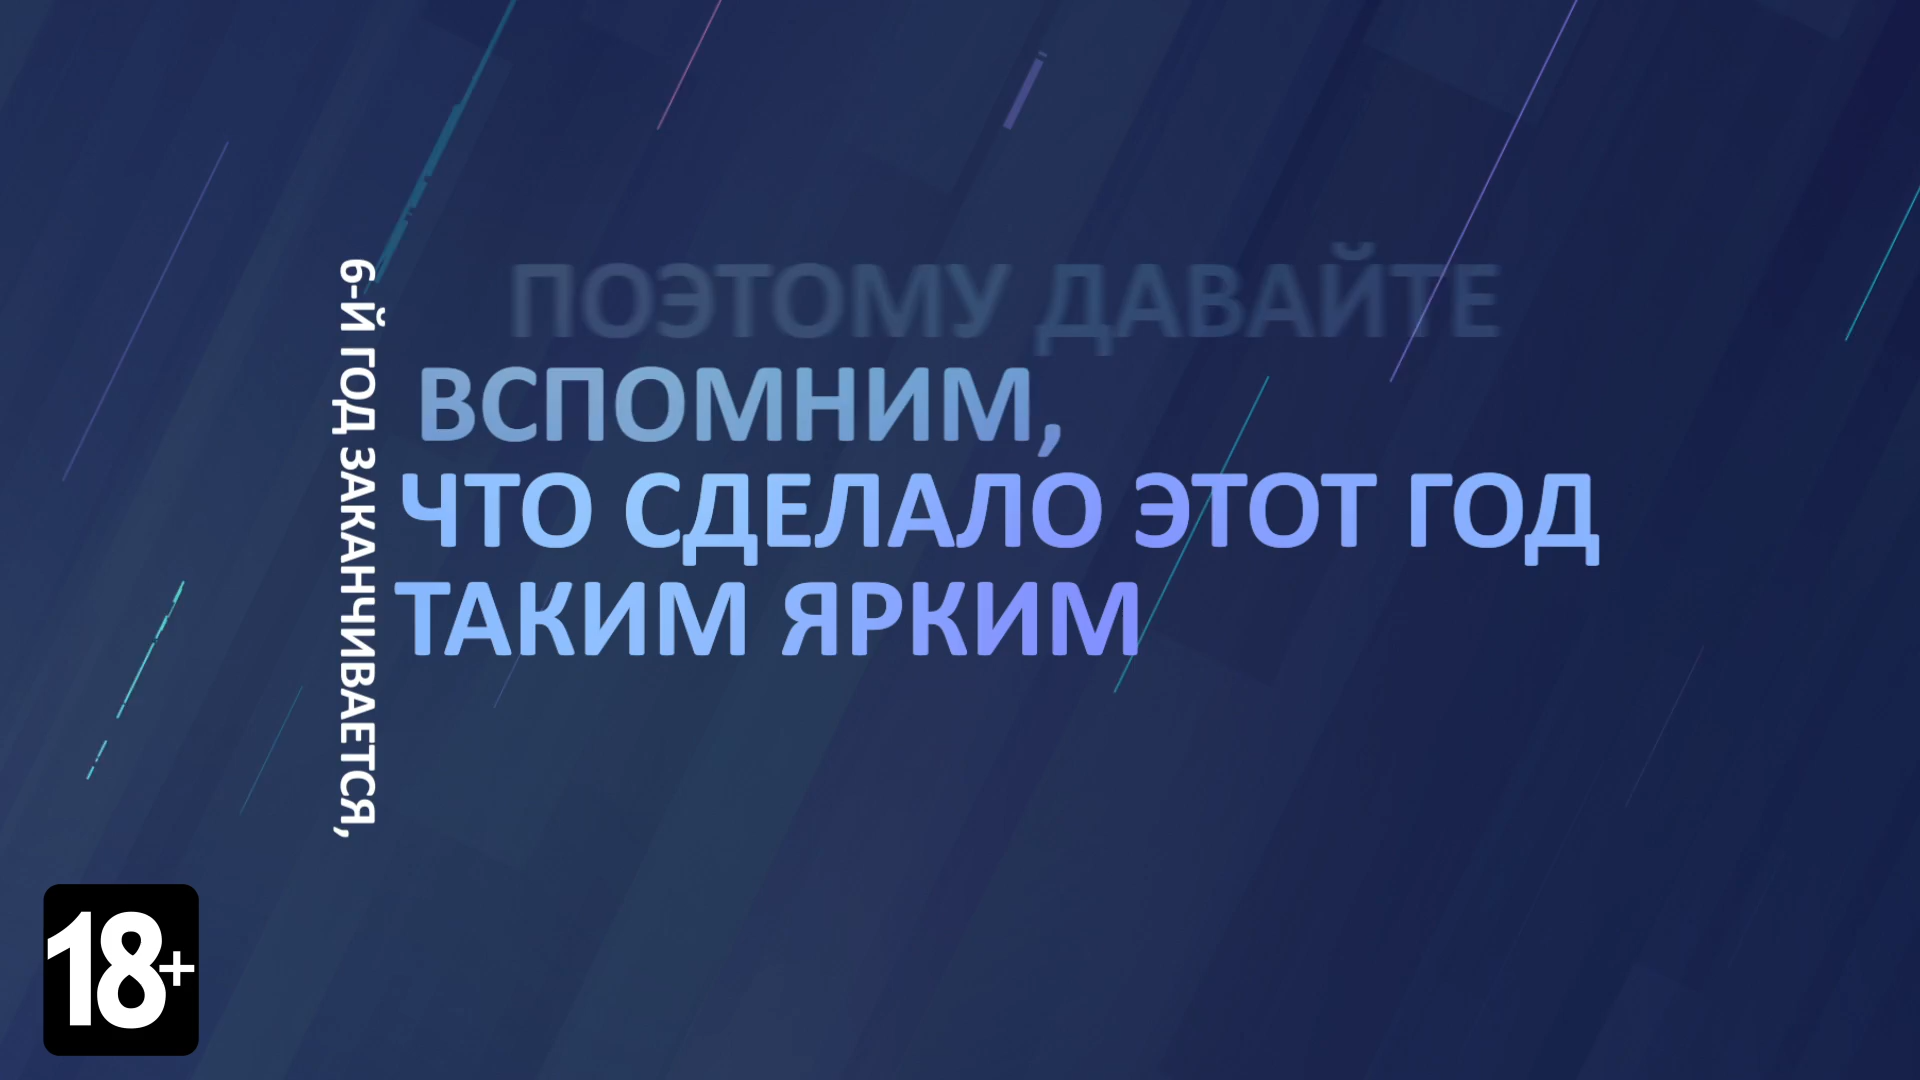 6-Й ГОД ЗАКАНЧИВАЕТСЯ,
ПОЭТОМУ ДАВАЙТЕ
ВСПОМНИМ,
ЧТО СДЕЛАЛО ЭТОТ ГОД
ТАКИМ ЯРКИМ
18+